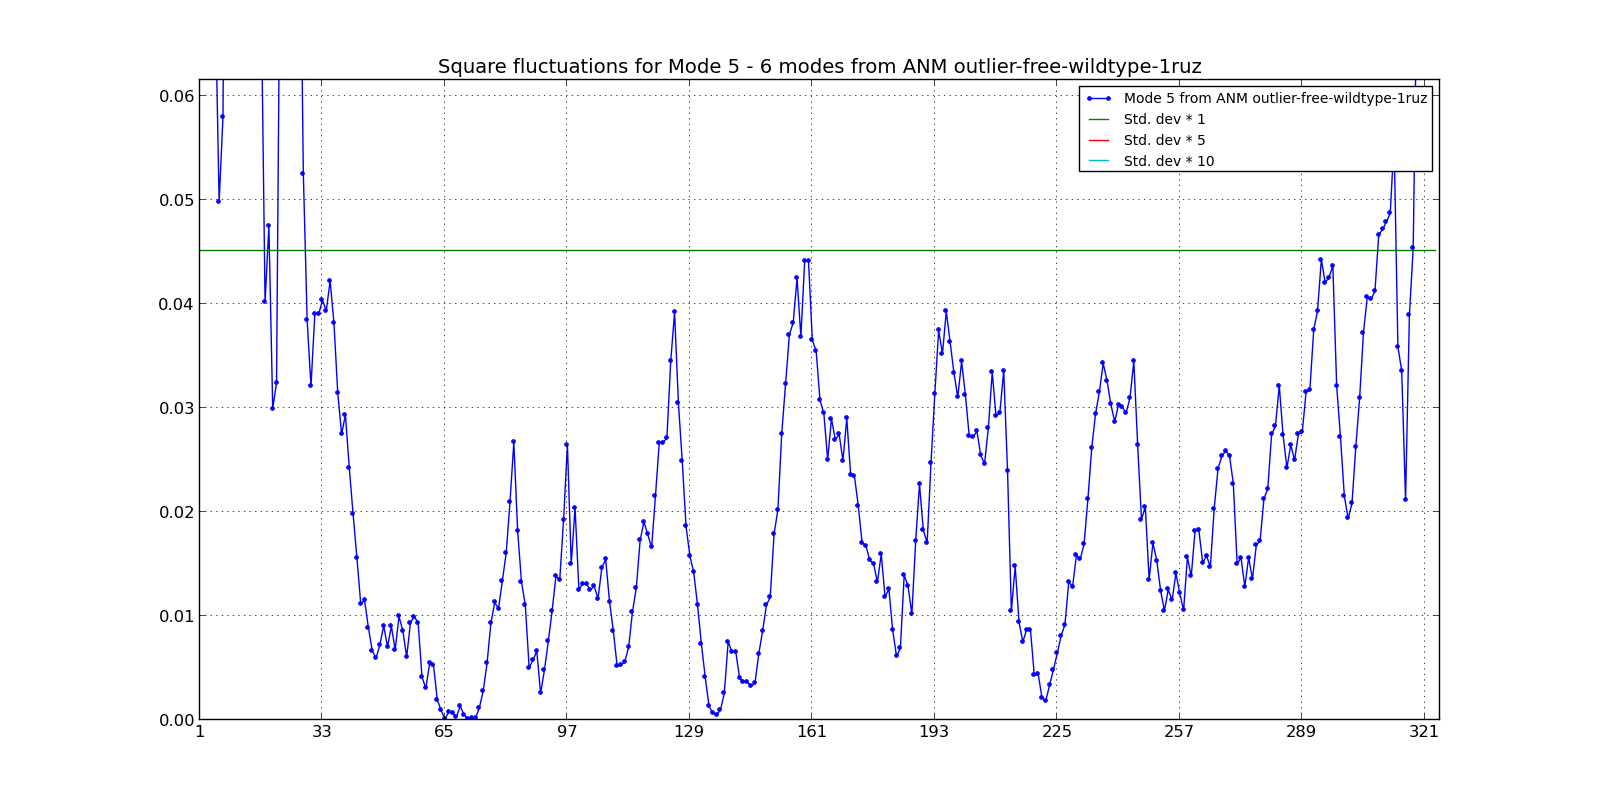 Square fluctuations for Mode 5 - 6 modes from ANM outlier-free-wildtype-1ruz
Mode 5 from ANM outlier-free-wildtype-1ruz
Std. dev * 1
Std. dev * 5
Std. dev * 10
0.06
0.05
0.04
0.03
0.02
0.01
0.00
1 33 65 97 129 161 193 225 257 289 321